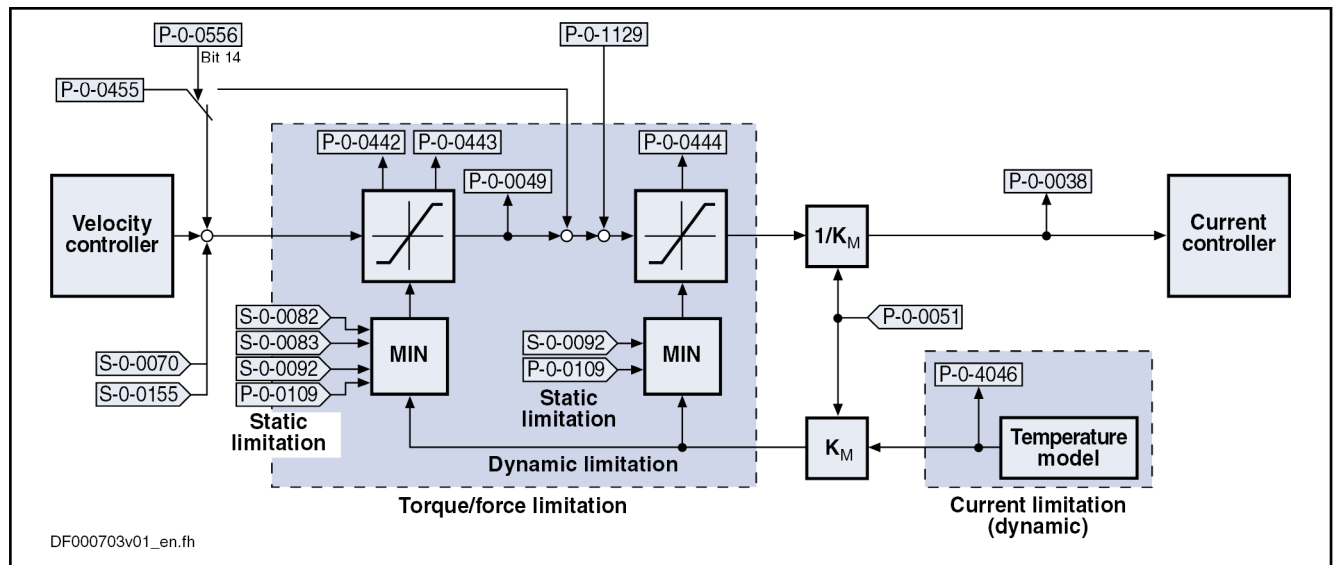 P-0-0556
Bit 14
P-0-1129
P-0-0455
P-0-0442
P-0-0443
P-0-0444
P-0-0049
P-0-0038
Velocity
controller
1/KM
Current
controller
S-0-0082
S-0-0083
S-0-0092
P-0-0109
MIN
S-0-0092
P-0-0109
MIN
P-0-0051
S-0-0070
S-0-0155
Static
limitation
Static
limitation
P-0-4046
KM
Temperature
model
Dynamic limitation
Torque/force limitation
Current limitation
(dynamic)
DF000703v01_en.fh